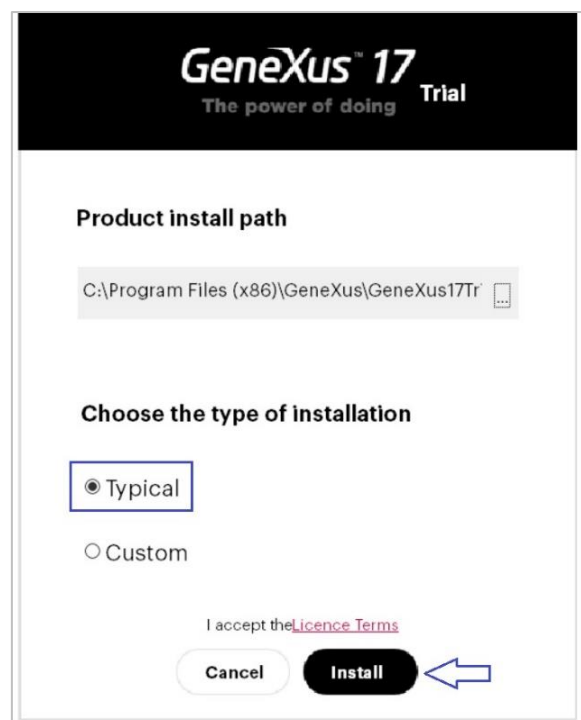 GeneXus™ 17
The power of doing
Trial
Product install path
C:\Program Files (x86)\GeneXus\GeneXus17Tr
...
Choose the type of installation
Typical
Custom
I accept theLicence Terms
Cancel Install